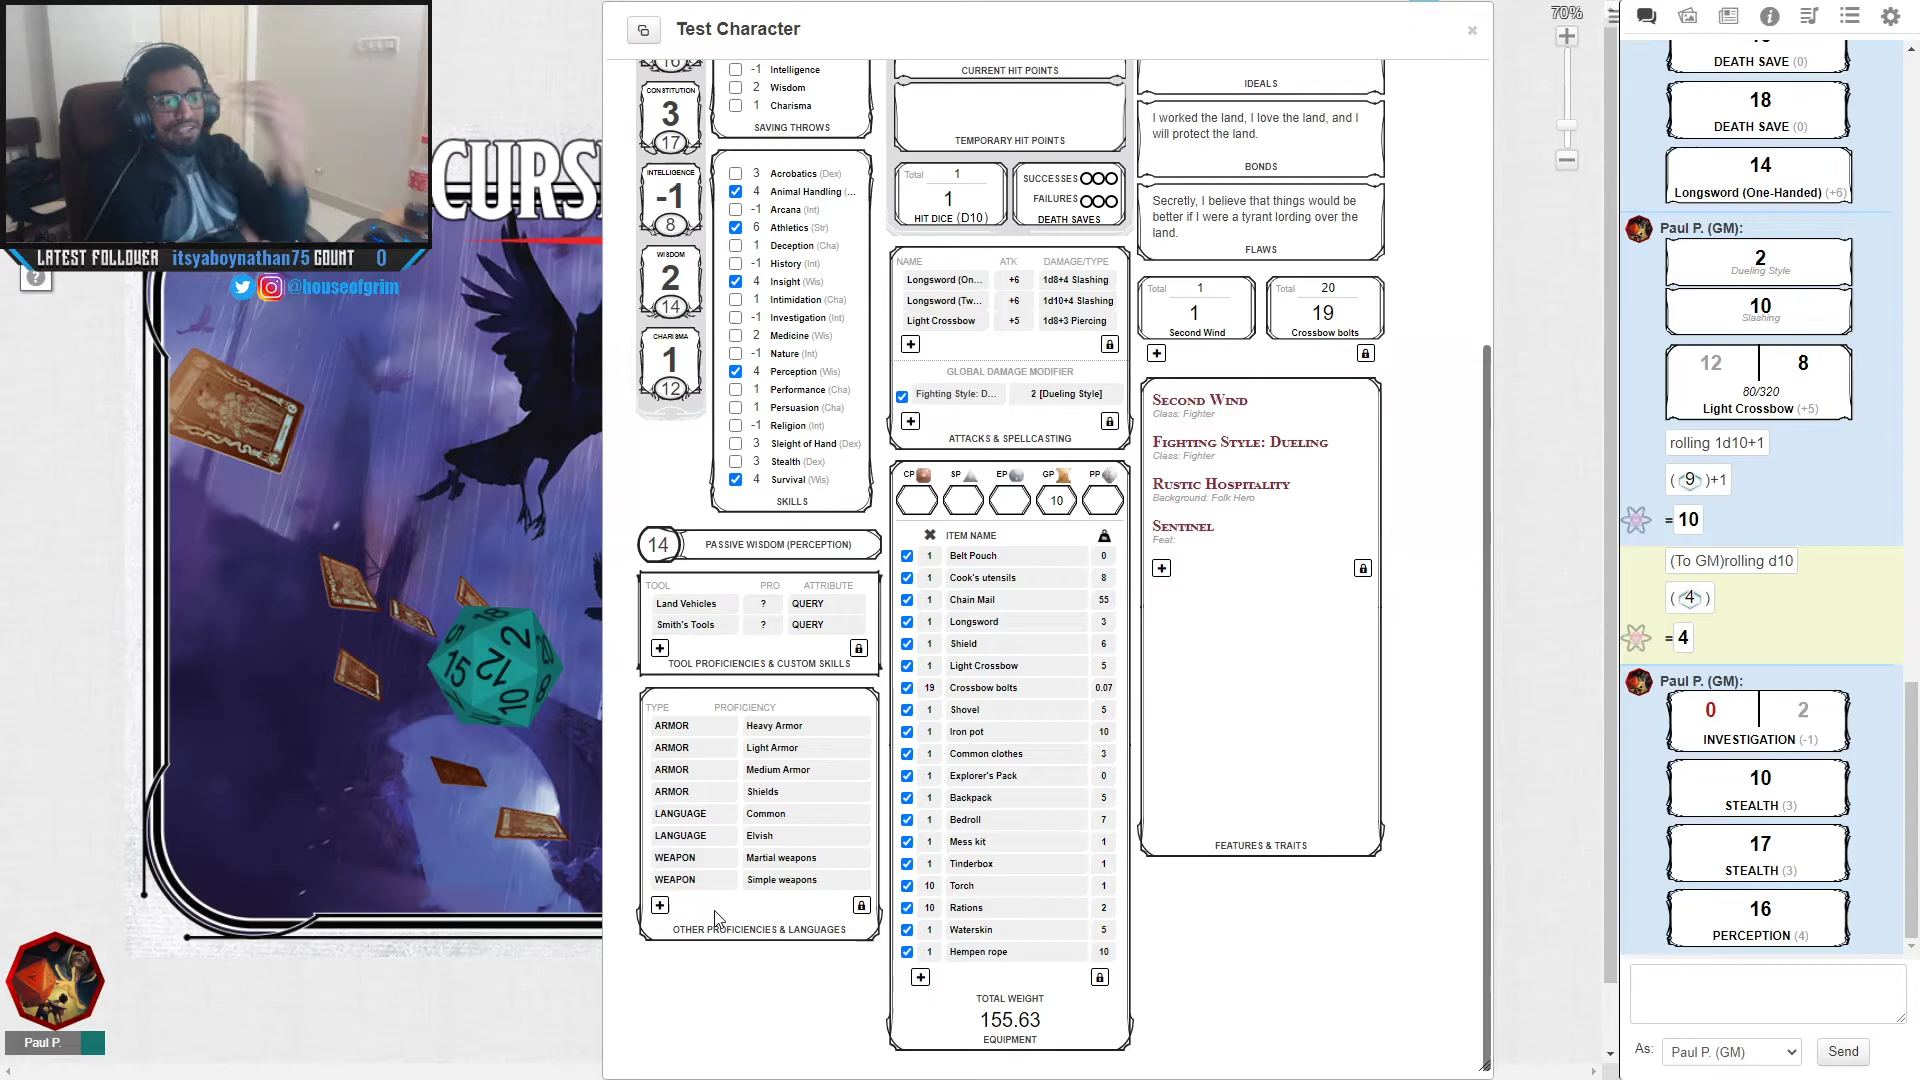 CURS
LATEST FOLLOWER itsyaboynathan75 COUNT 0
?
@houseofgrim
18
2
5
15
12
10
8
Paul P.
Test Character
16
CONSTITUTION
3
17
INTELLIGENCE
-1
8
WISDOM
2
14
CHARISMA
1
12
-1 Intelligence
2 Wisdom
1 Charisma
SAVING THROWS
3 Acrobatics (Dex)
4 Animal Handling (...
-1 Arcana (Int)
6 Athletics (Str)
1 Deception (Cha)
-1 History (Int)
4 Insight (Wis)
1 Intimidation (Cha)
-1 Investigation (Int)
2 Medicine (Wis)
-1 Nature (Int)
4 Perception (Wis)
1 Performance (Cha)
1 Persuasion (Cha)
-1 Religion (Int)
3 Sleight of Hand (Dex)
3 Stealth (Dex)
4 Survival (Wis)
SKILLS
14 PASSIVE WISDOM (PERCEPTION)
TOOL PRO ATTRIBUTE
Land Vehicles ? QUERY
Smith's Tools ? QUERY
TOOL PROFICIENCIES & CUSTOM SKILLS
TYPE PROFICIENCY
ARMOR Heavy Armor
ARMOR Light Armor
ARMOR Medium Armor
ARMOR Shields
LANGUAGE Common
LANGUAGE Elvish
WEAPON Martial weapons
WEAPON Simple weapons
OTHER PROFICIENCIES & LANGUAGES
CURRENT HIT POINTS
TEMPORARY HIT POINTS
Total 1
1
HIT DICE (D10)
SUCCESSES
FAILURES
DEATH SAVES
NAME ATK DAMAGE/TYPE
Longsword (On... +6 1d8+4 Slashing
Longsword (Tw... +6 1d10+4 Slashing
Light Crossbow +5 1d8+3 Piercing
GLOBAL DAMAGE MODIFIER
Fighting Style: D... 2 [Dueling Style]
ATTACKS & SPELLCASTING
CP SP EP GP PP
10
ITEM NAME
1 Belt Pouch 0
1 Cook's utensils 8
1 Chain Mail 55
1 Longsword 3
1 Shield 6
1 Light Crossbow 5
19 Crossbow bolts 0.07
1 Shovel 5
1 Iron pot 10
1 Common clothes 3
1 Explorer's Pack 0
1 Backpack 5
1 Bedroll 7
1 Mess kit 1
1 Tinderbox 1
10 Torch 1
10 Rations 2
1 Waterskin 5
1 Hempen rope 10
TOTAL WEIGHT
155.63
EQUIPMENT
IDEALS
I worked the land, I love the land, and I
will protect the land.
BONDS
Secretly, I believe that things would be
better if I were a tyrant lording over the
land.
FLAWS
Total 1
1
Second Wind
Total 20
19
Crossbow bolts
SECOND WIND
Class: Fighter
FIGHTING STYLE: DUELING
Class: Fighter
RUSTIC HOSPITALITY
Background: Folk Hero
SENTINEL
Feat:
FEATURES & TRAITS
70%
DEATH SAVE (0)
18
DEATH SAVE (0)
14
Longsword (One-Handed) (+6)
Paul P. (GM):
2
Dueling Style
10
Slashing
12 8
80/320
Light Crossbow (+5)
rolling 1d10+1
(9)+1
=10
(To GM)rolling d10
(4)
=4
Paul P. (GM):
0 2
INVESTIGATION (-1)
10
STEALTH (3)
17
STEALTH (3)
16
PERCEPTION (4)
As: Paul P. (GM) Send